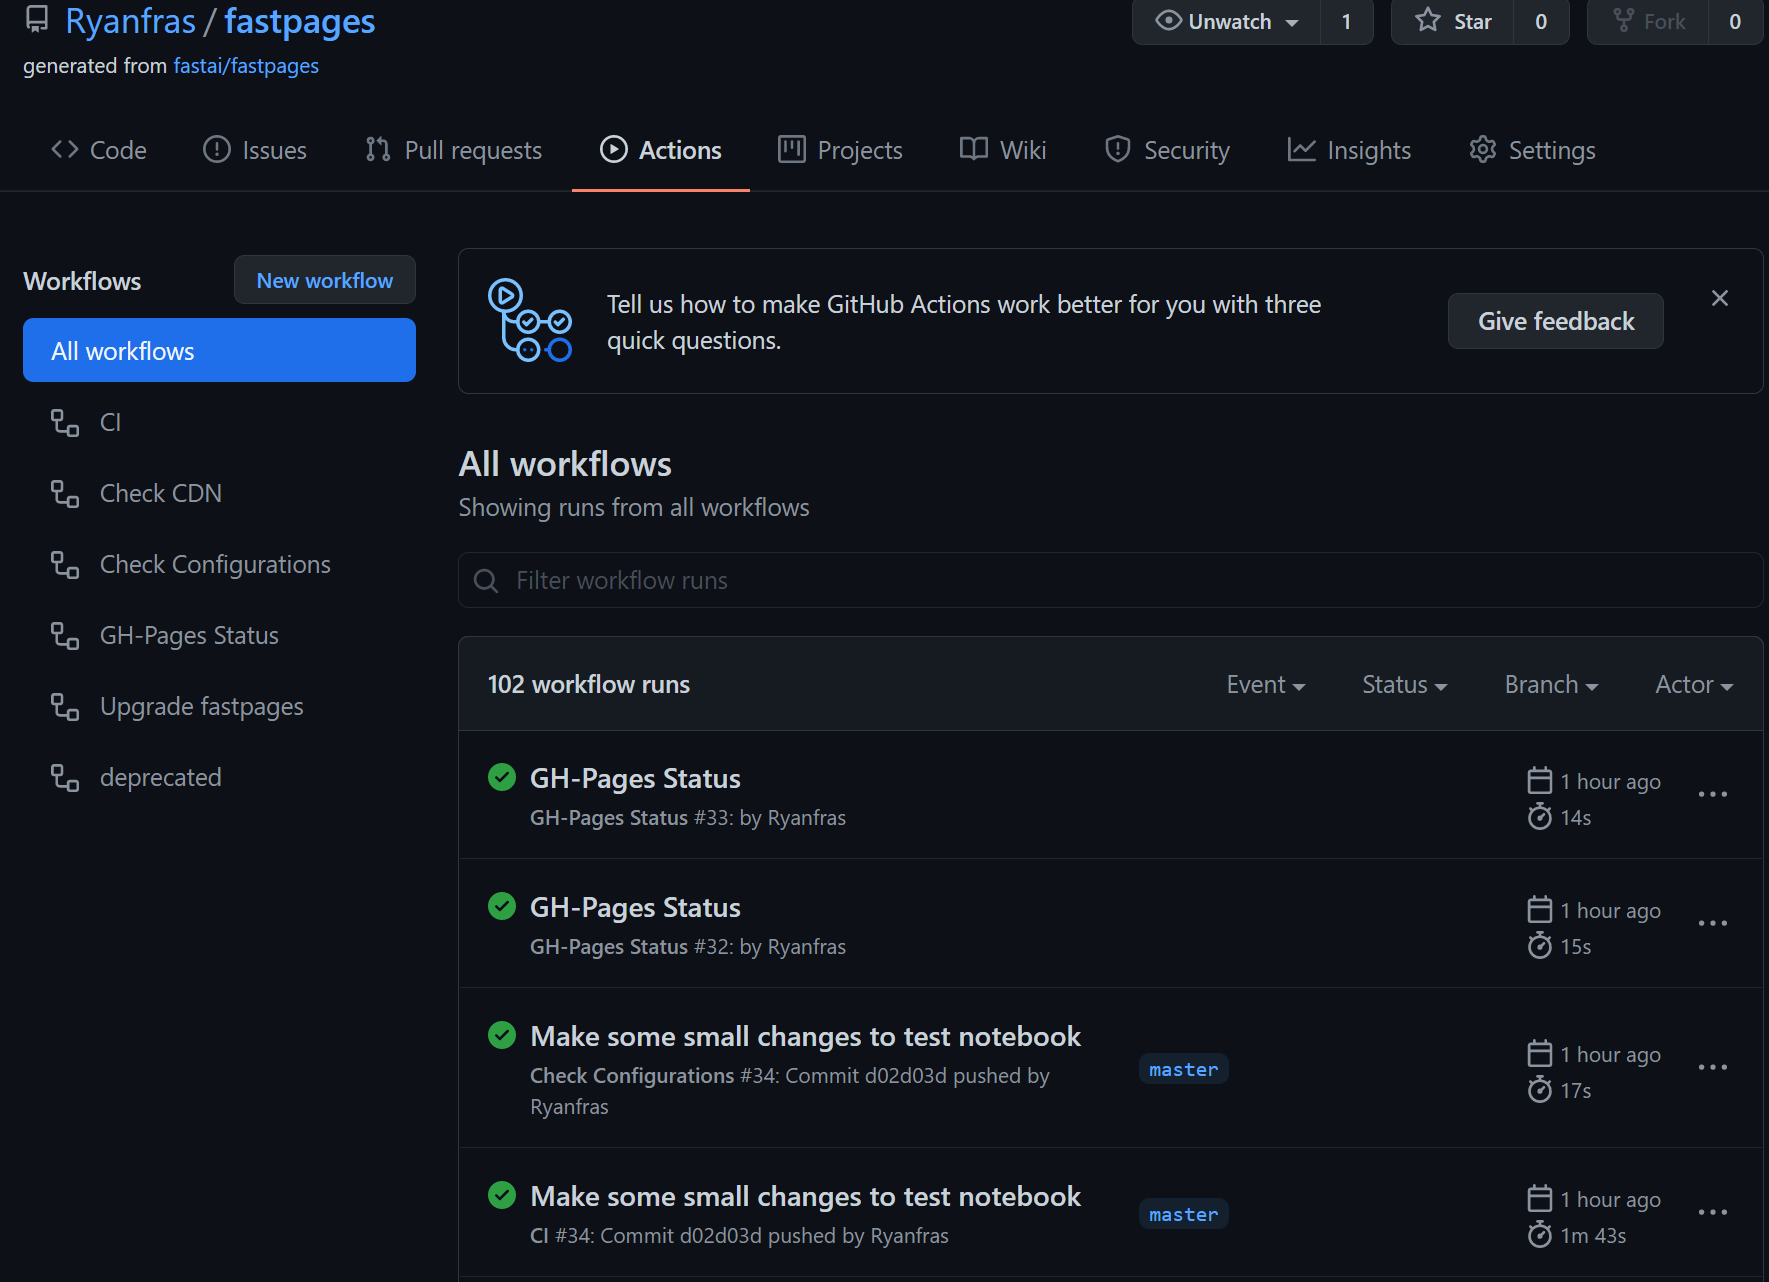 Ryanfras / fastpages
Unwatch 1
Star 0
Fork 0
generated from fastai/fastpages
Code
Issues
Pull requests
Actions
Projects
Wiki
Security
Insights
Settings
Workflows
New workflow
All workflows
CI
Check CDN
Check Configurations
GH-Pages Status
Upgrade fastpages
deprecated
Tell us how to make GitHub Actions work better for you with three
quick questions.
Give feedback
All workflows
Showing runs from all workflows
Filter workflow runs
102 workflow runs
Event
Status
Branch
Actor
GH-Pages Status
GH-Pages Status #33: by Ryanfras
1 hour ago
14s
GH-Pages Status
GH-Pages Status #32: by Ryanfras
1 hour ago
15s
Make some small changes to test notebook
Check Configurations #34: Commit d02d03d pushed by
Ryanfras
master
1 hour ago
17s
Make some small changes to test notebook
CI #34: Commit d02d03d pushed by Ryanfras
master
1 hour ago
1m 43s